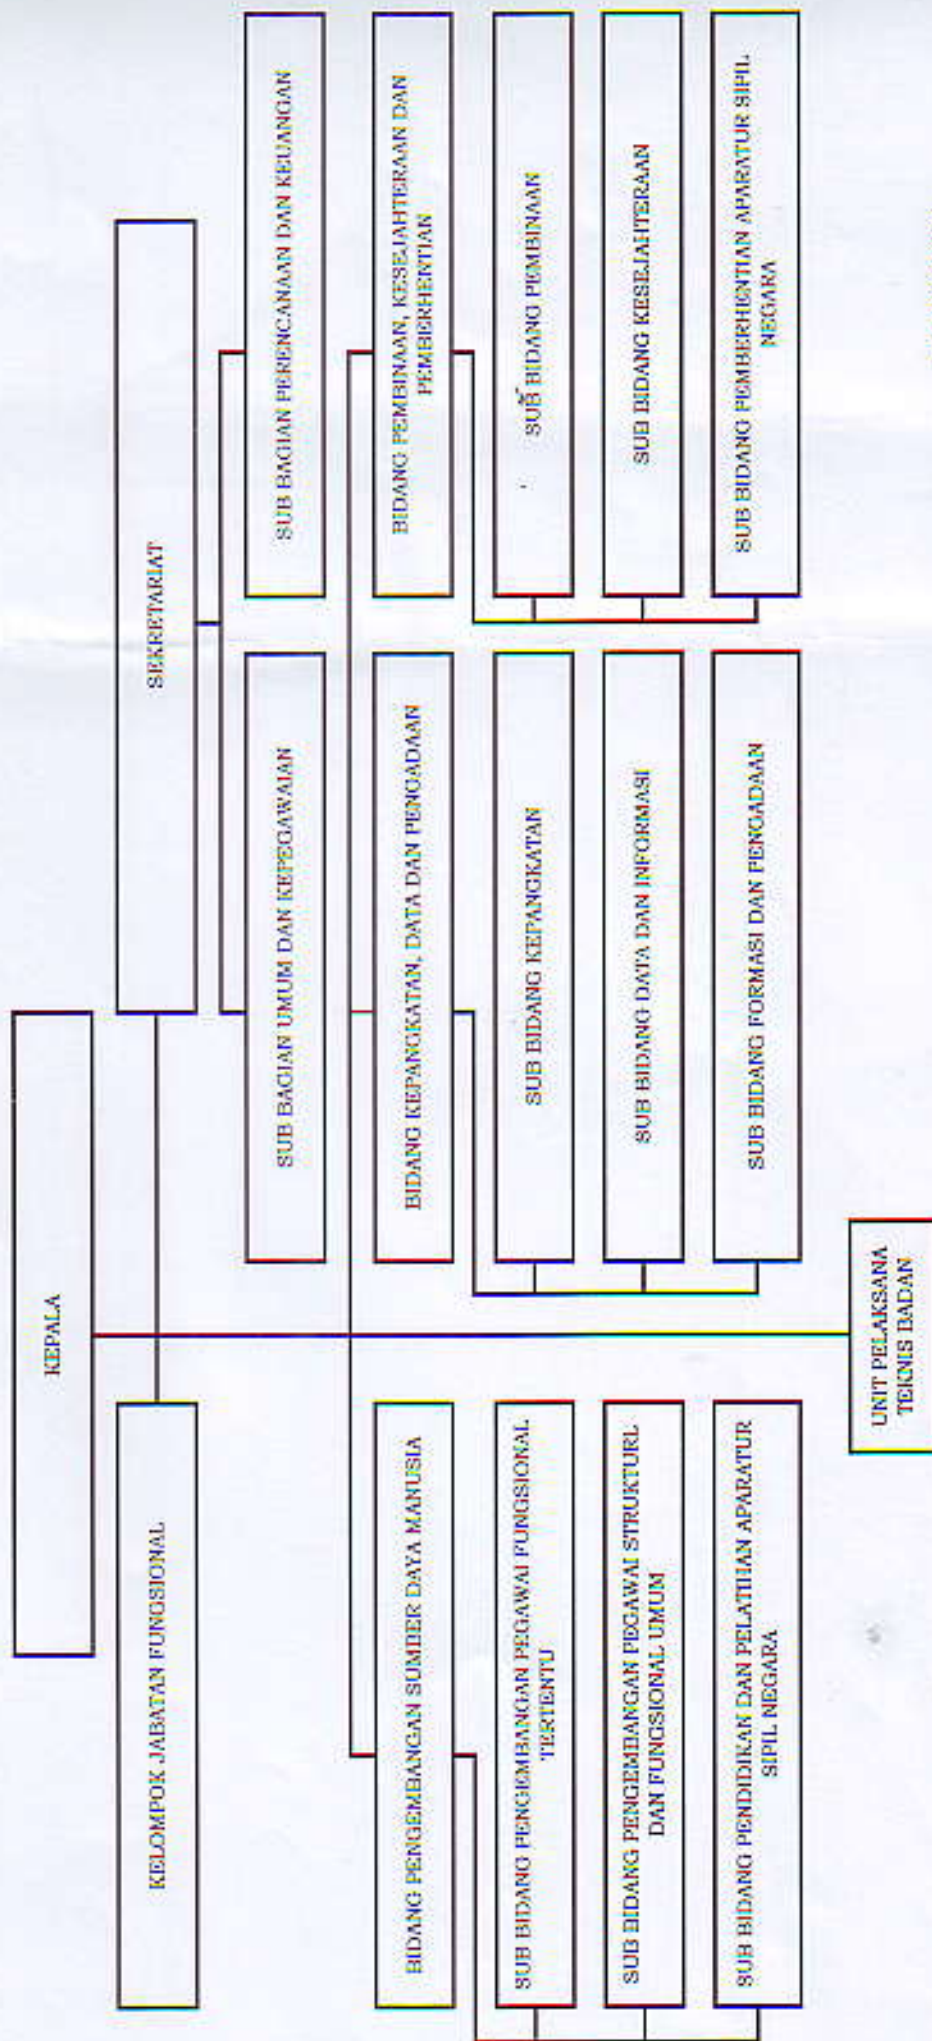 KEPALA
KELOMPOK JABATAN FUNGSIONAL
SEKRETARIAT
SUB BAGIAN UMUM DAN KEPEGAWAIAN
SUB BAGIAN PERENCANAAN DAN KEUANGAN
BIDANG PENGEMBANGAN SUMBER DAYA MANUSIA
SUB BIDANG PENGEMBANGAN PEGAWAI FUNGSIONAL
TERTENTU
SUB BIDANG PENGEMBANGAN PEGAWAI STRUKTURL
DAN FUNGSIONAL UMUM
SUB BIDANG PENDIDIKAN DAN PELATIHAN APARATUR
SIPIL NEGARA
BIDANG KEPANGKATAN, DATA DAN PENGADAAN
SUB BIDANG KEPANGKATAN
SUB BIDANG DATA DAN INFORMASI
SUB BIDANG FORMASI DAN PENGADAAN
BIDANG PEMBINAAN, KESEJAHTERAAN DAN
PEMBERHENTIAN
SUB BIDANG PEMBINAAN
SUB BIDANG KESEJAHTERAAN
SUB BIDANG PEMBERHENTIAN APARATUR SIPIL
NEGARA
UNIT PELAKSANA
TEKNIS BADAN